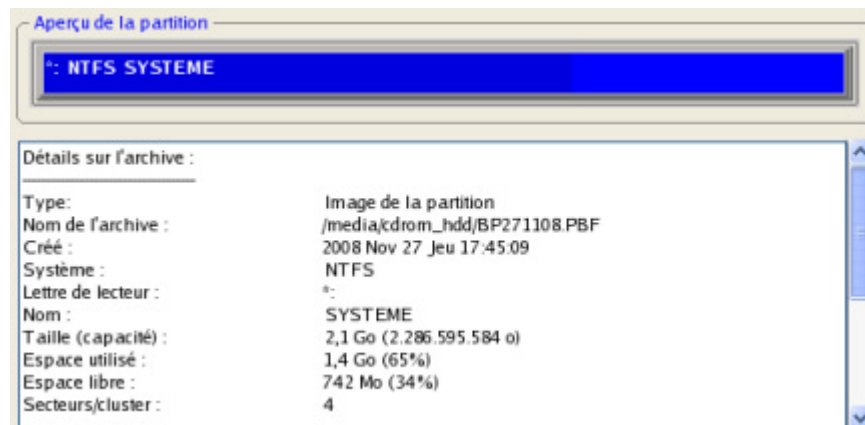 Aperçu de la partition
*: NTFS SYSTEME
Détails sur l'archive :
Type: Image de la partition
Nom de l'archive : /media/cdrom_hdd/BP271108.PBF
Créé : 2008 Nov 27 Jeu 17:45:09
Système : NTFS
Lettre de lecteur : *:
Nom : SYSTEME
Taille (capacité) : 2,1 Go (2.286.595.584 o)
Espace utilisé : 1,4 Go (65%)
Espace libre : 742 Mo (34%)
Secteurs/cluster : 4